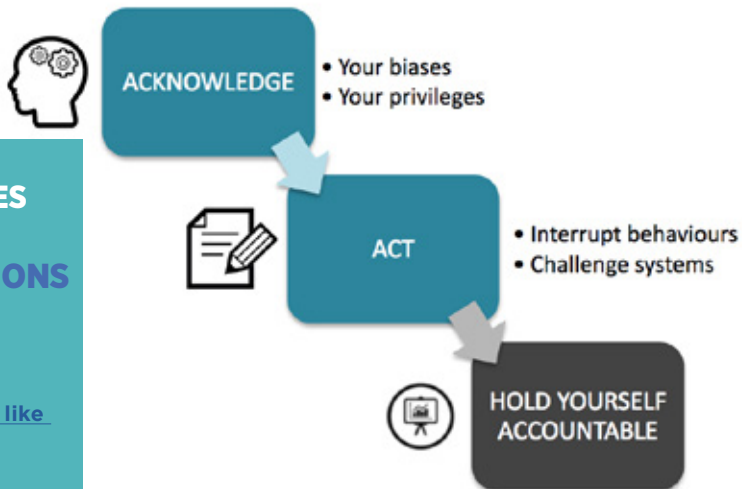 ACKNOWLEDGE
• Your biases
• Your privileges
ES
ONS
like
ACT
• Interrupt behaviours
• Challenge systems
HOLD YOURSELF
ACCOUNTABLE